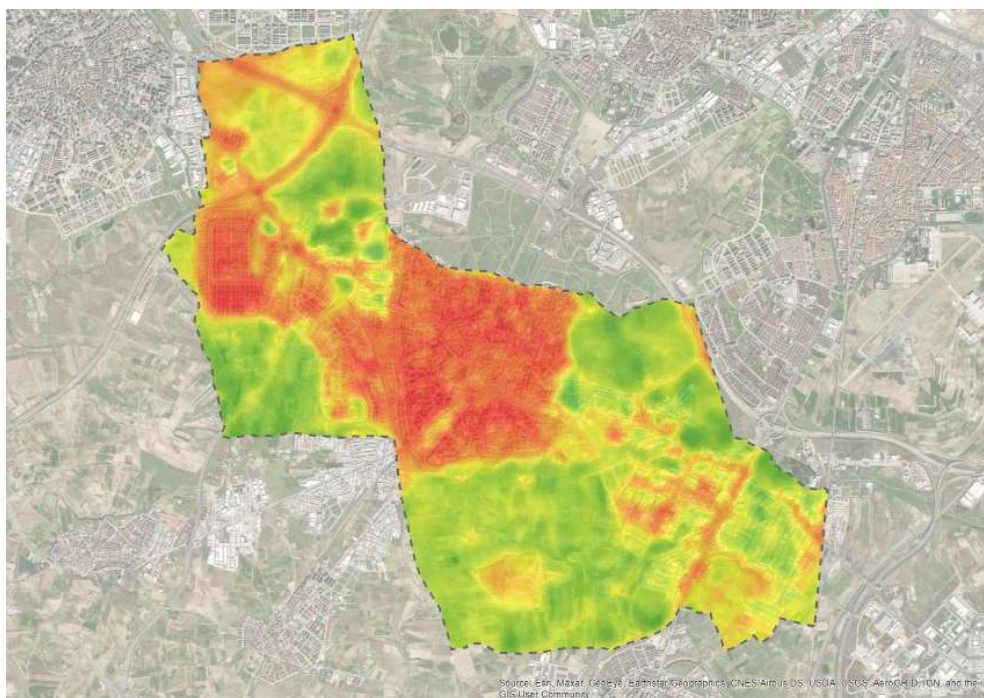 Source: Esri, Maxar, GeoEye, Earthstar Geographics, CNES/Airbus DS, USDA, USGS, AeroGRID, IGN, and the
GIS User Community